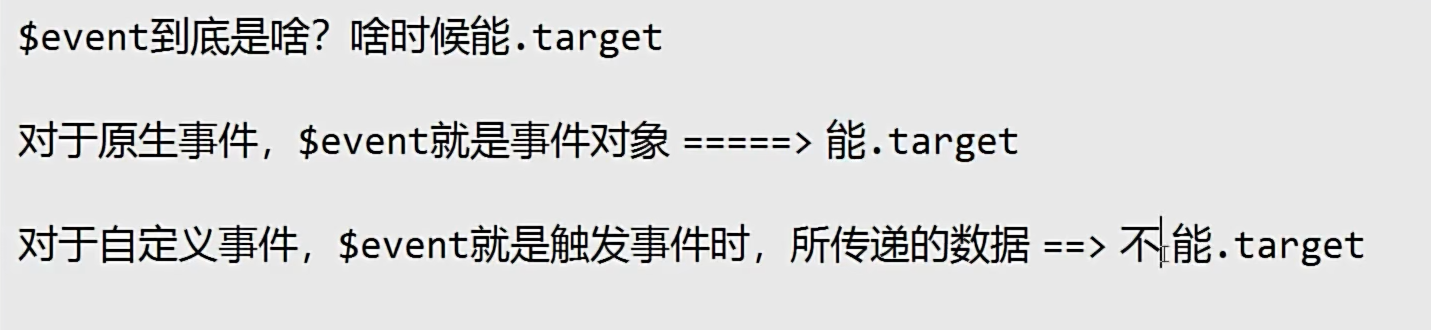 $event到底是啥？啥时候能.target
对于原生事件，$event就是事件对象 =====> 能.target
对于自定义事件，$event就是触发事件时，所传递的数据 ==> 不能.target